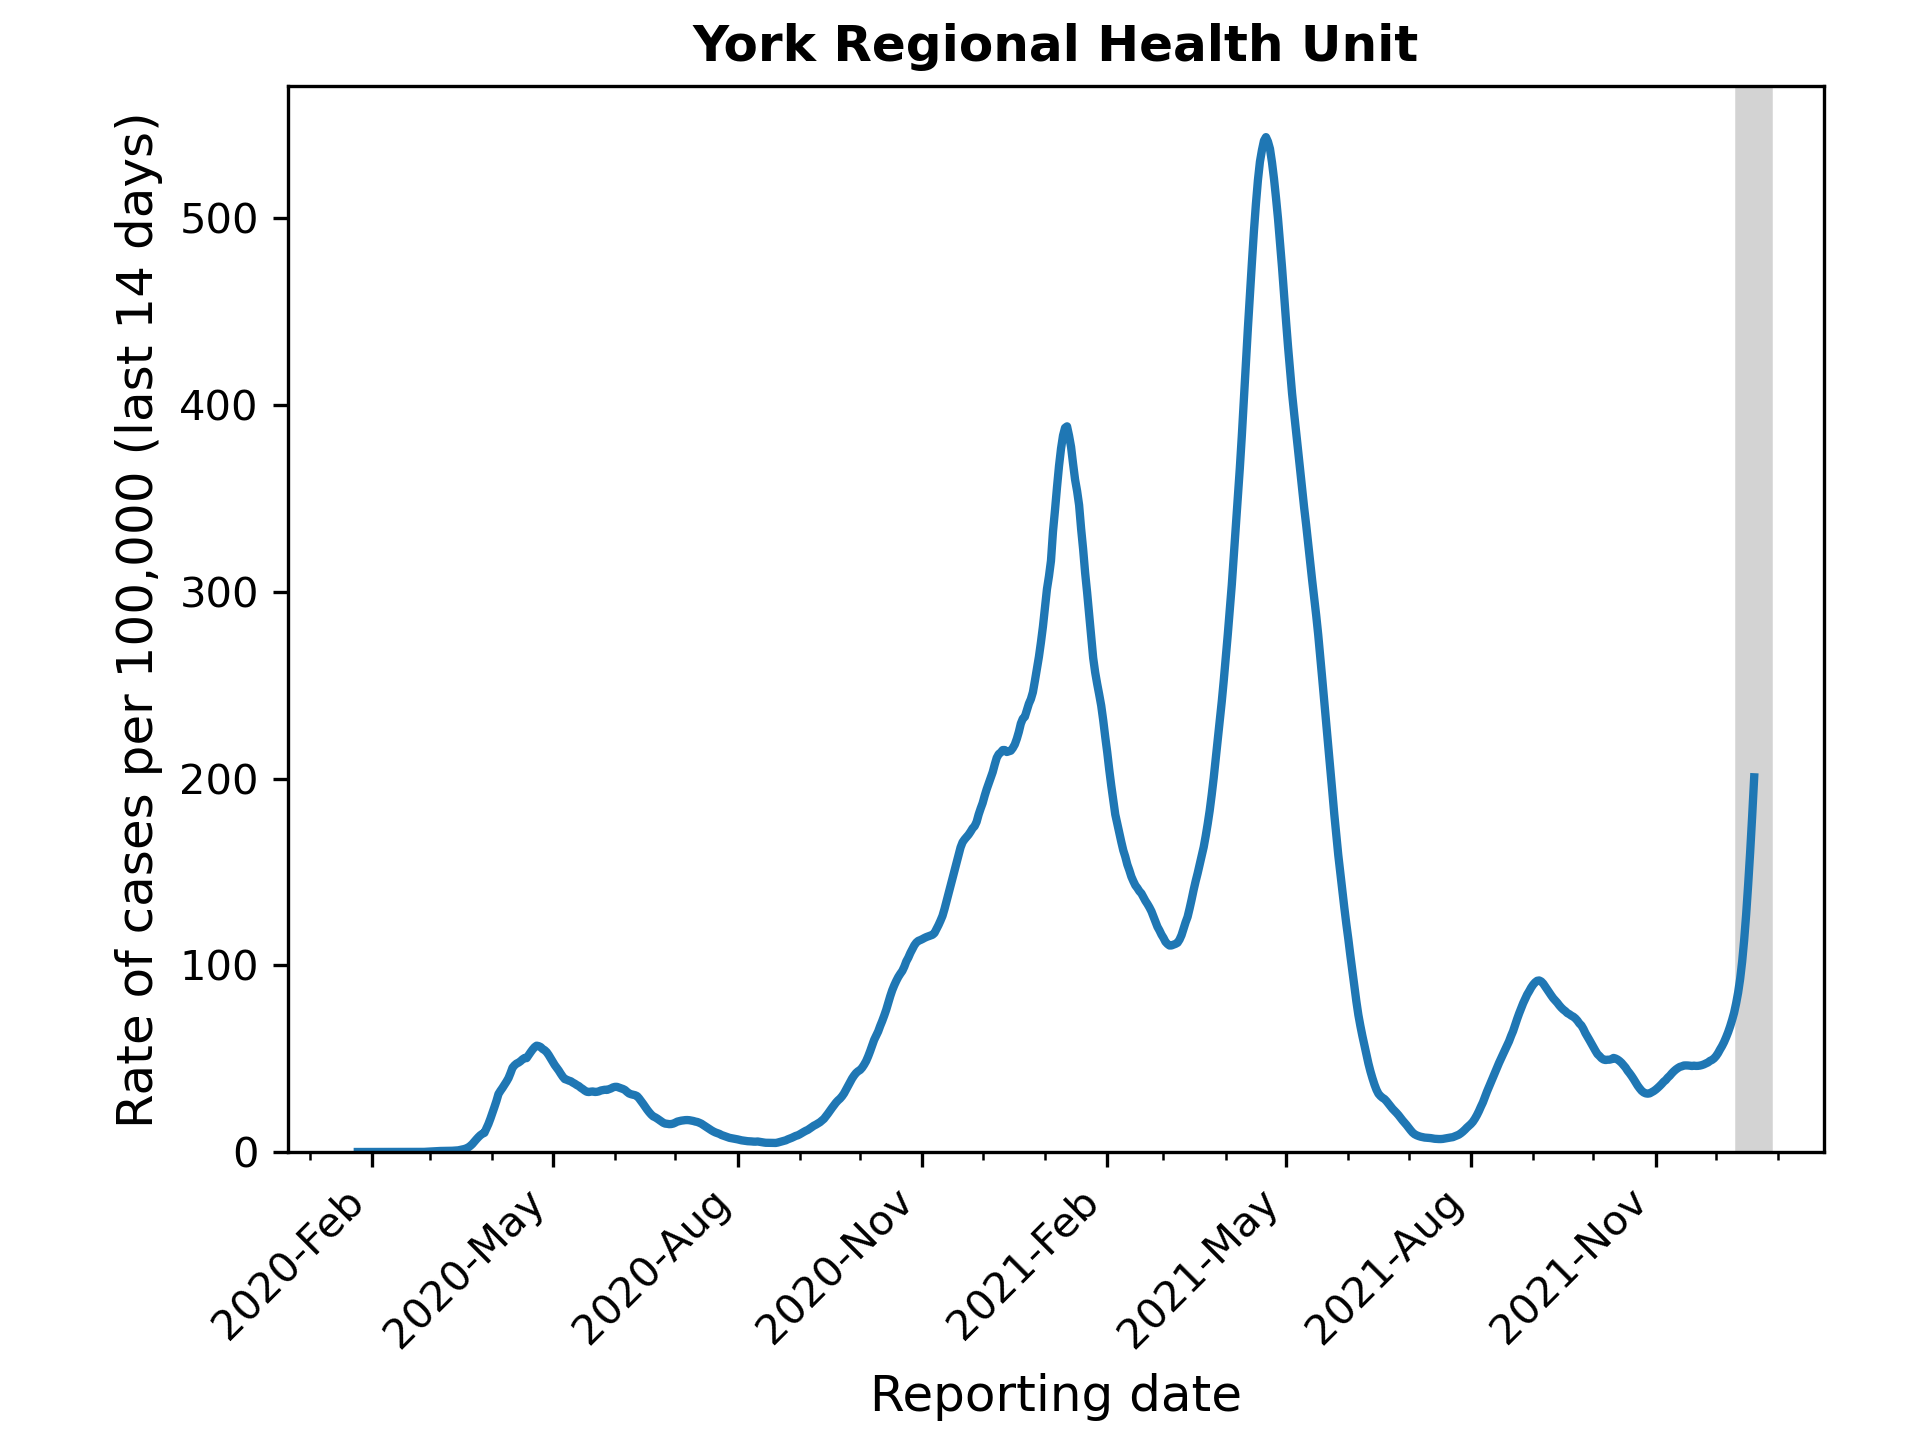 York Regional Health Unit
Rate of cases per 100,000 (last 14 days)
500
400
300
200
100
0
2020-Feb
2020-May
2020-Aug
2020-Nov
2021-Feb
2021-May
2021-Aug
2021-Nov
Reporting date